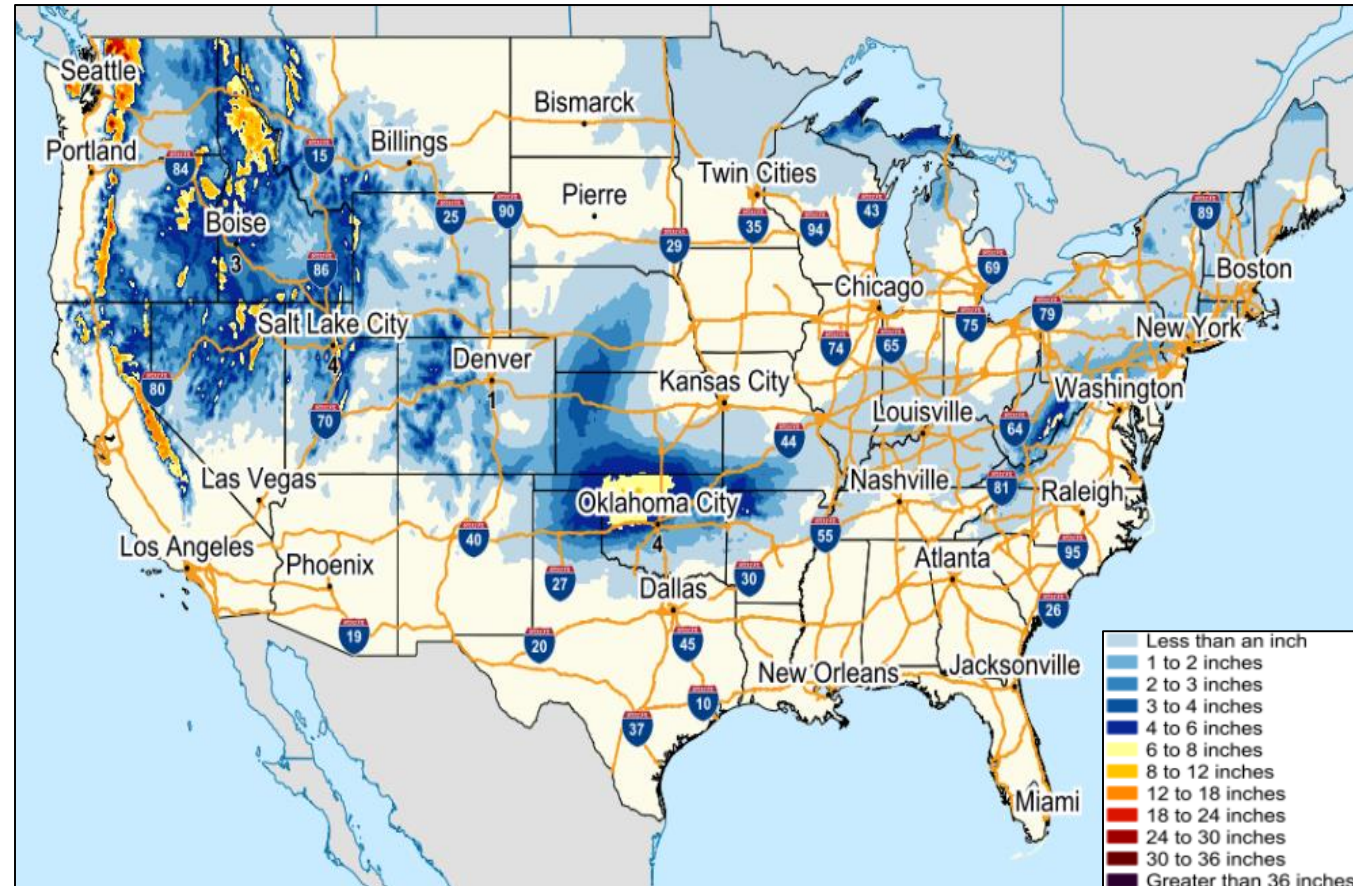 Seattle
Bismarck
Billings
Portland
84
15
Twin Cities
Pierre
25
90
Boise
43
35
94
89
29
3
86
69
Boston
Chicago
79
Salt Lake City
75
New York
4
Denver
74
65
80
Kansas City
1
Washington
70
Louisville
64
44
Las Vegas
Nashville
81
Oklahoma City
Raleigh
40
4
55
95
Los Angeles
Phoenix
Atlanta
27
30
Dallas
26
19
20
45
Less than an inch
New Orleans
Jacksonville
1 to 2 inches
2 to 3 inches
10
3 to 4 inches
37
4 to 6 inches
6 to 8 inches
8 to 12 inches
12 to 18 inches
Miami
18 to 24 inches
24 to 30 inches
30 to 36 inches
Greater than 36 inches